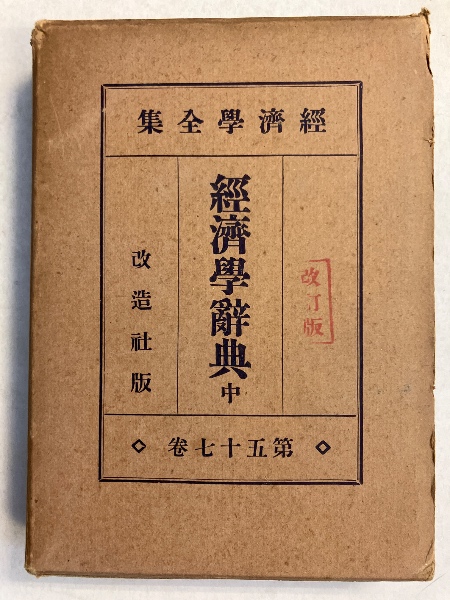 經濟學全集
改訂版
經濟學辭典中
改造社版
◇ 第五十七卷 ◇